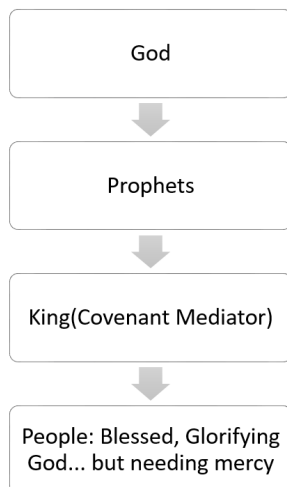 God
Prophets
King(Covenant Mediator)
People: Blessed, Glorifying
God... but needing mercy